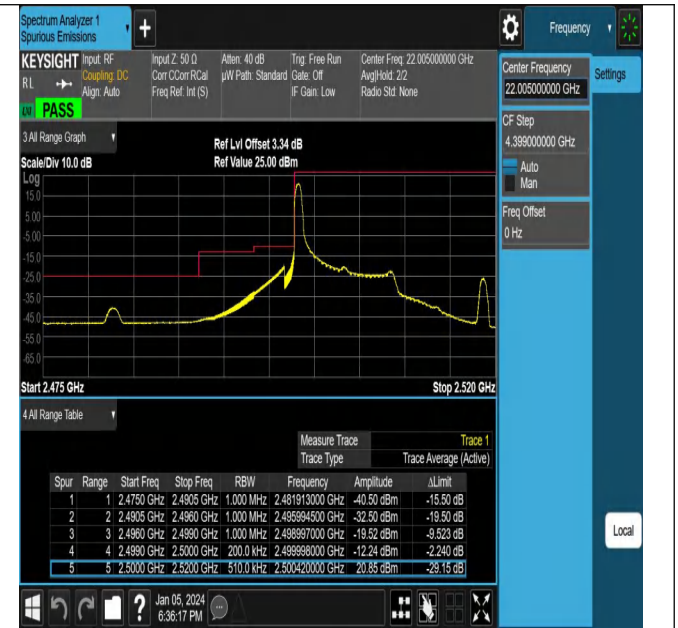 Spectrum Analyzer 1
Spurious Emissions
+
Frequency
KEYSIGHT
RL
Input: RF
Coupling: DC
Align: Auto
Input Z: 50 Ω
Corr CCorr RCal
Freq Ref: Int (S)
Atten: 40 dB
µW Path: Standard
Trig: Free Run
Gate: Off
IF Gain: Low
Center Freq: 22.005000000 GHz
Avg|Hold: 2/2
Radio Std: None
PASS
Center Frequency
22.005000000 GHz
Settings
CF Step
4.399000000 GHz
Auto
Man
Freq Offset
0 Hz
Local
3 All Range Graph
Scale/Div 10.0 dB
Ref Lvl Offset 3.34 dB
Ref Value 25.00 dBm
Log
15.0
5.00
-5.00
-15.0
-25.0
-35.0
-45.0
-55.0
-65.0
Start 2.475 GHz
Stop 2.520 GHz
4 All Range Table
Measure Trace Trace 1
Trace Type Trace Average (Active)
Spur Range Start Freq Stop Freq RBW Frequency Amplitude ΔLimit
1 1 2.4750 GHz 2.4905 GHz 1.000 MHz 2.481913000 GHz -40.50 dBm -15.50 dB
2 2 2.4905 GHz 2.4960 GHz 1.000 MHz 2.495994500 GHz -32.50 dBm -19.50 dB
3 3 2.4960 GHz 2.4990 GHz 1.000 MHz 2.498997000 GHz -19.52 dBm -9.523 dB
4 4 2.4990 GHz 2.5000 GHz 200.0 kHz 2.499998000 GHz -12.24 dBm -2.240 dB
5 5 2.5000 GHz 2.5200 GHz 510.0 kHz 2.500420000 GHz 20.85 dBm -29.15 dB
?
Jan 05, 2024
6:36:17 PM